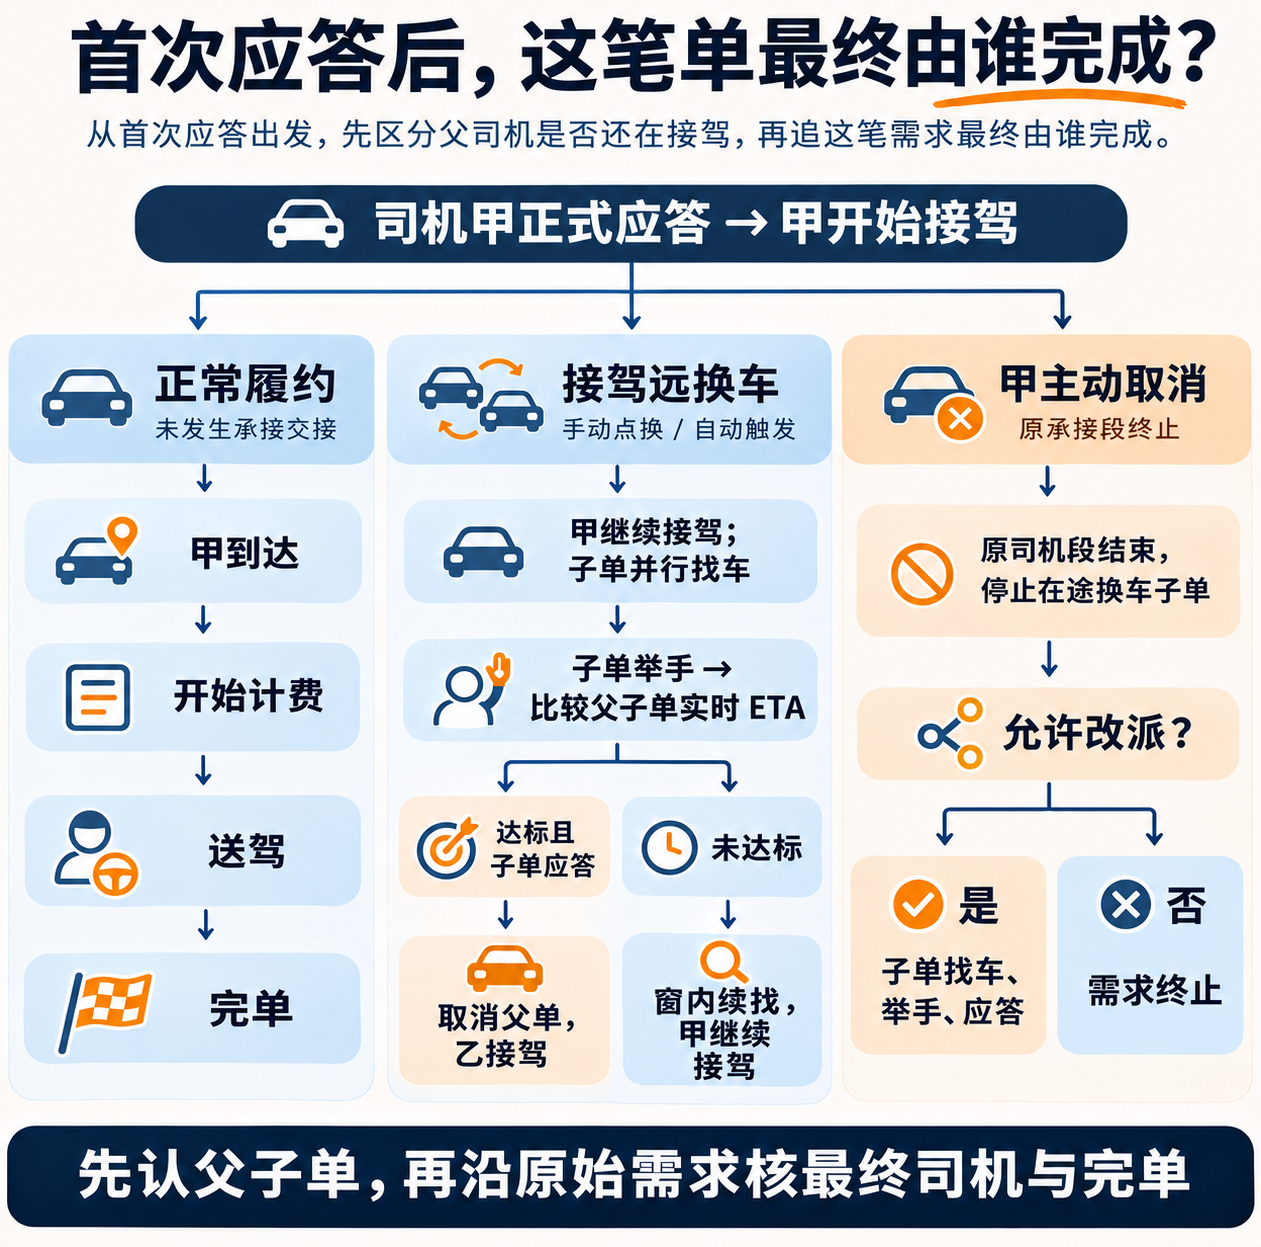 首次应答后，这笔单最终由谁完成？
从首次应答出发，先区分父司机是否还在接驾，再追这笔需求最终由谁完成。
司机甲正式应答 → 甲开始接驾
正常履约
未发生承接交接
甲到达
开始计费
送驾
完单
接驾远换车
手动点换 / 自动触发
甲继续接驾；
子单并行找车
子单举手 →
比较父子单实时 ETA
达标且
子单应答
未达标
取消父单，
乙接驾
窗内续找，
甲继续
接驾
甲主动取消
原承接段终止
原司机段结束，
停止在途换车子单
允许改派？
是
子单找车、
举手、应答
否
需求终止
先认父子单，再沿原始需求核最终司机与完单